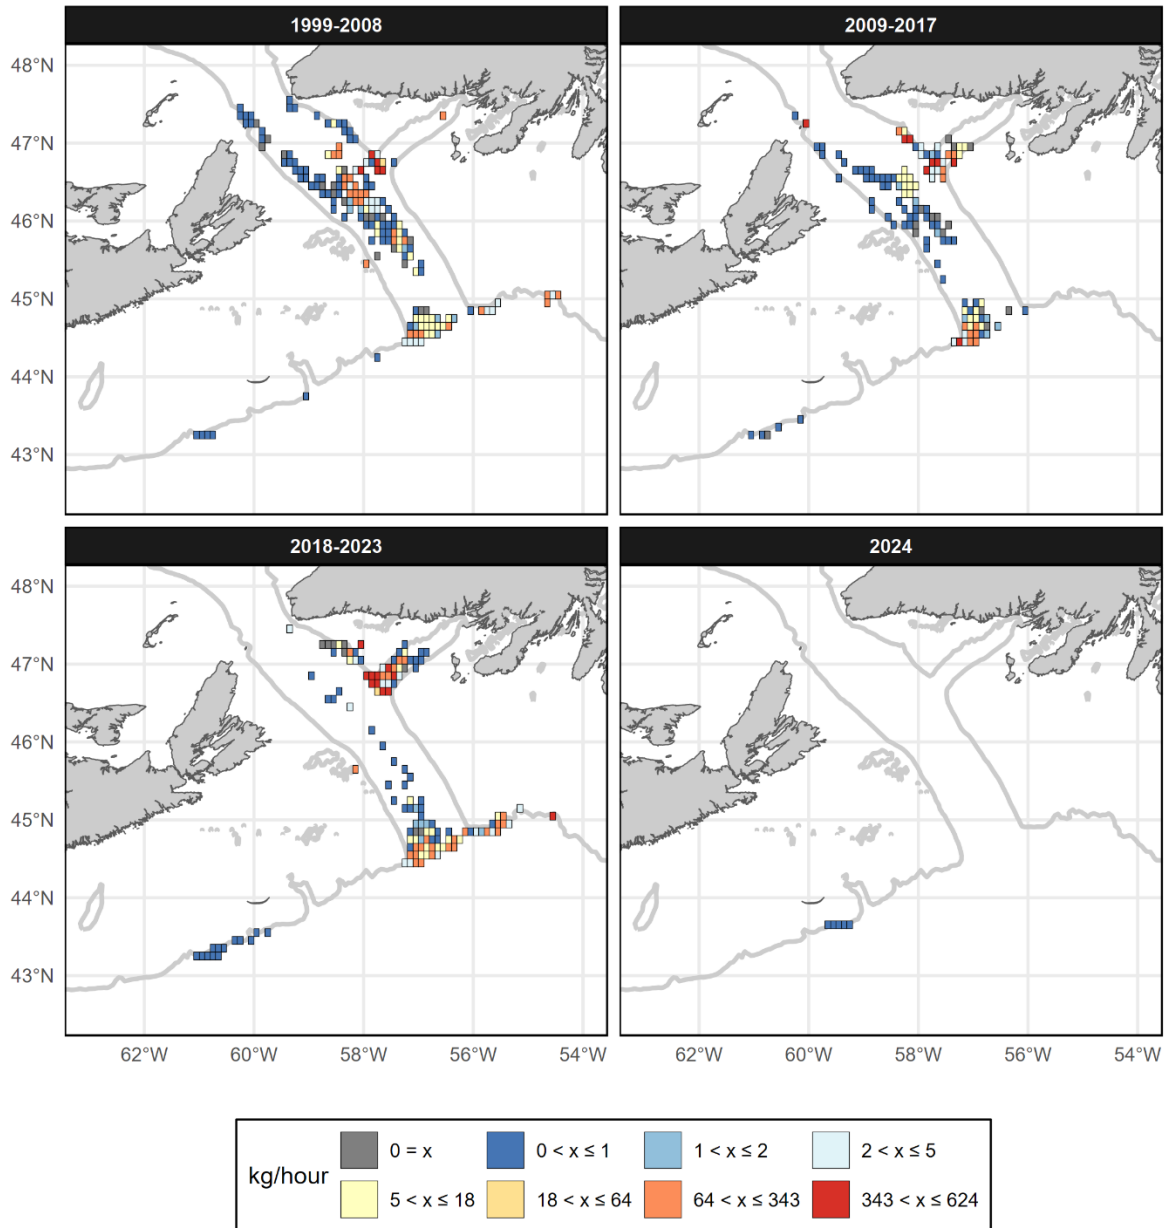 1999-2008
2009-2017
48°N
47°N
46°N
45°N
44°N
43°N
2018-2023
2024
48°N
47°N
46°N
45°N
44°N
43°N
62°W 60°W 58°W 56°W 54°W
62°W 60°W 58°W 56°W 54°W
kg/hour
0 = x
0 < x ≤ 1
1 < x ≤ 2
2 < x ≤ 5
5 < x ≤ 18
18 < x ≤ 64
64 < x ≤ 343
343 < x ≤ 624